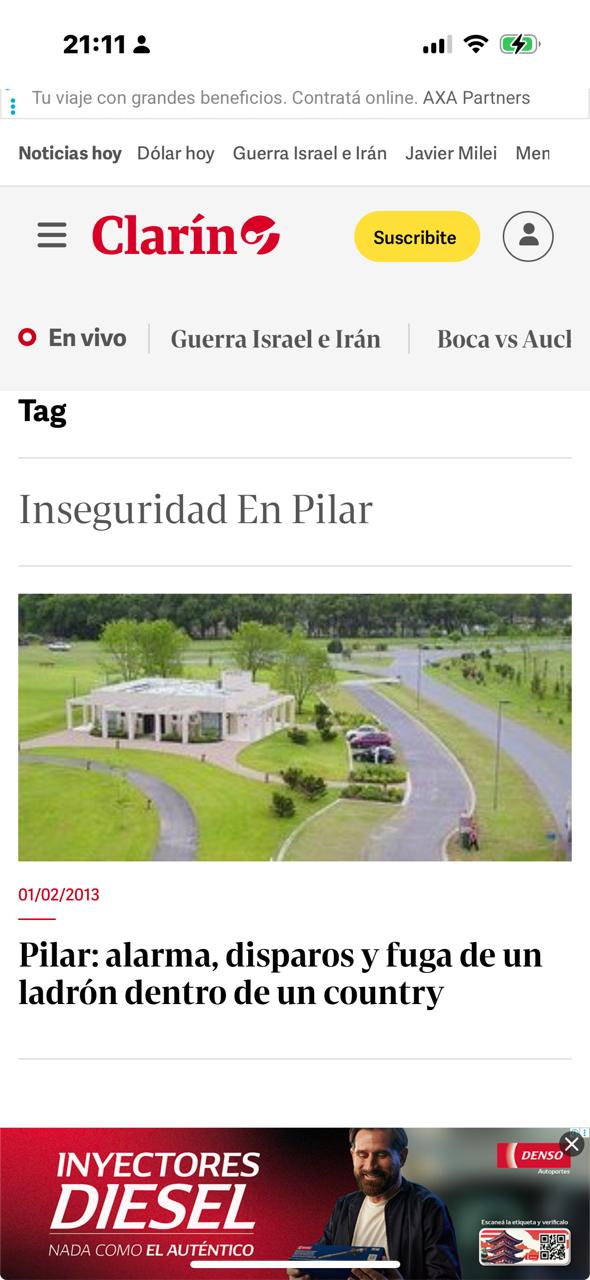 21:11
Tu viaje con grandes beneficios. Contratá online. AXA Partners
Noticias hoy Dólar hoy Guerra Israel e Irán Javier Milei Men
Clarín
Suscribite
En vivo Guerra Israel e Irán Boca vs Auck
Tag
Inseguridad En Pilar
01/02/2013
Pilar: alarma, disparos y fuga de un
ladrón dentro de un country
INYECTORES
DIESEL
NADA COMO EL AUTÉNTICO
DENSO
Autopartes
Escaneá la etiqueta y verificalo